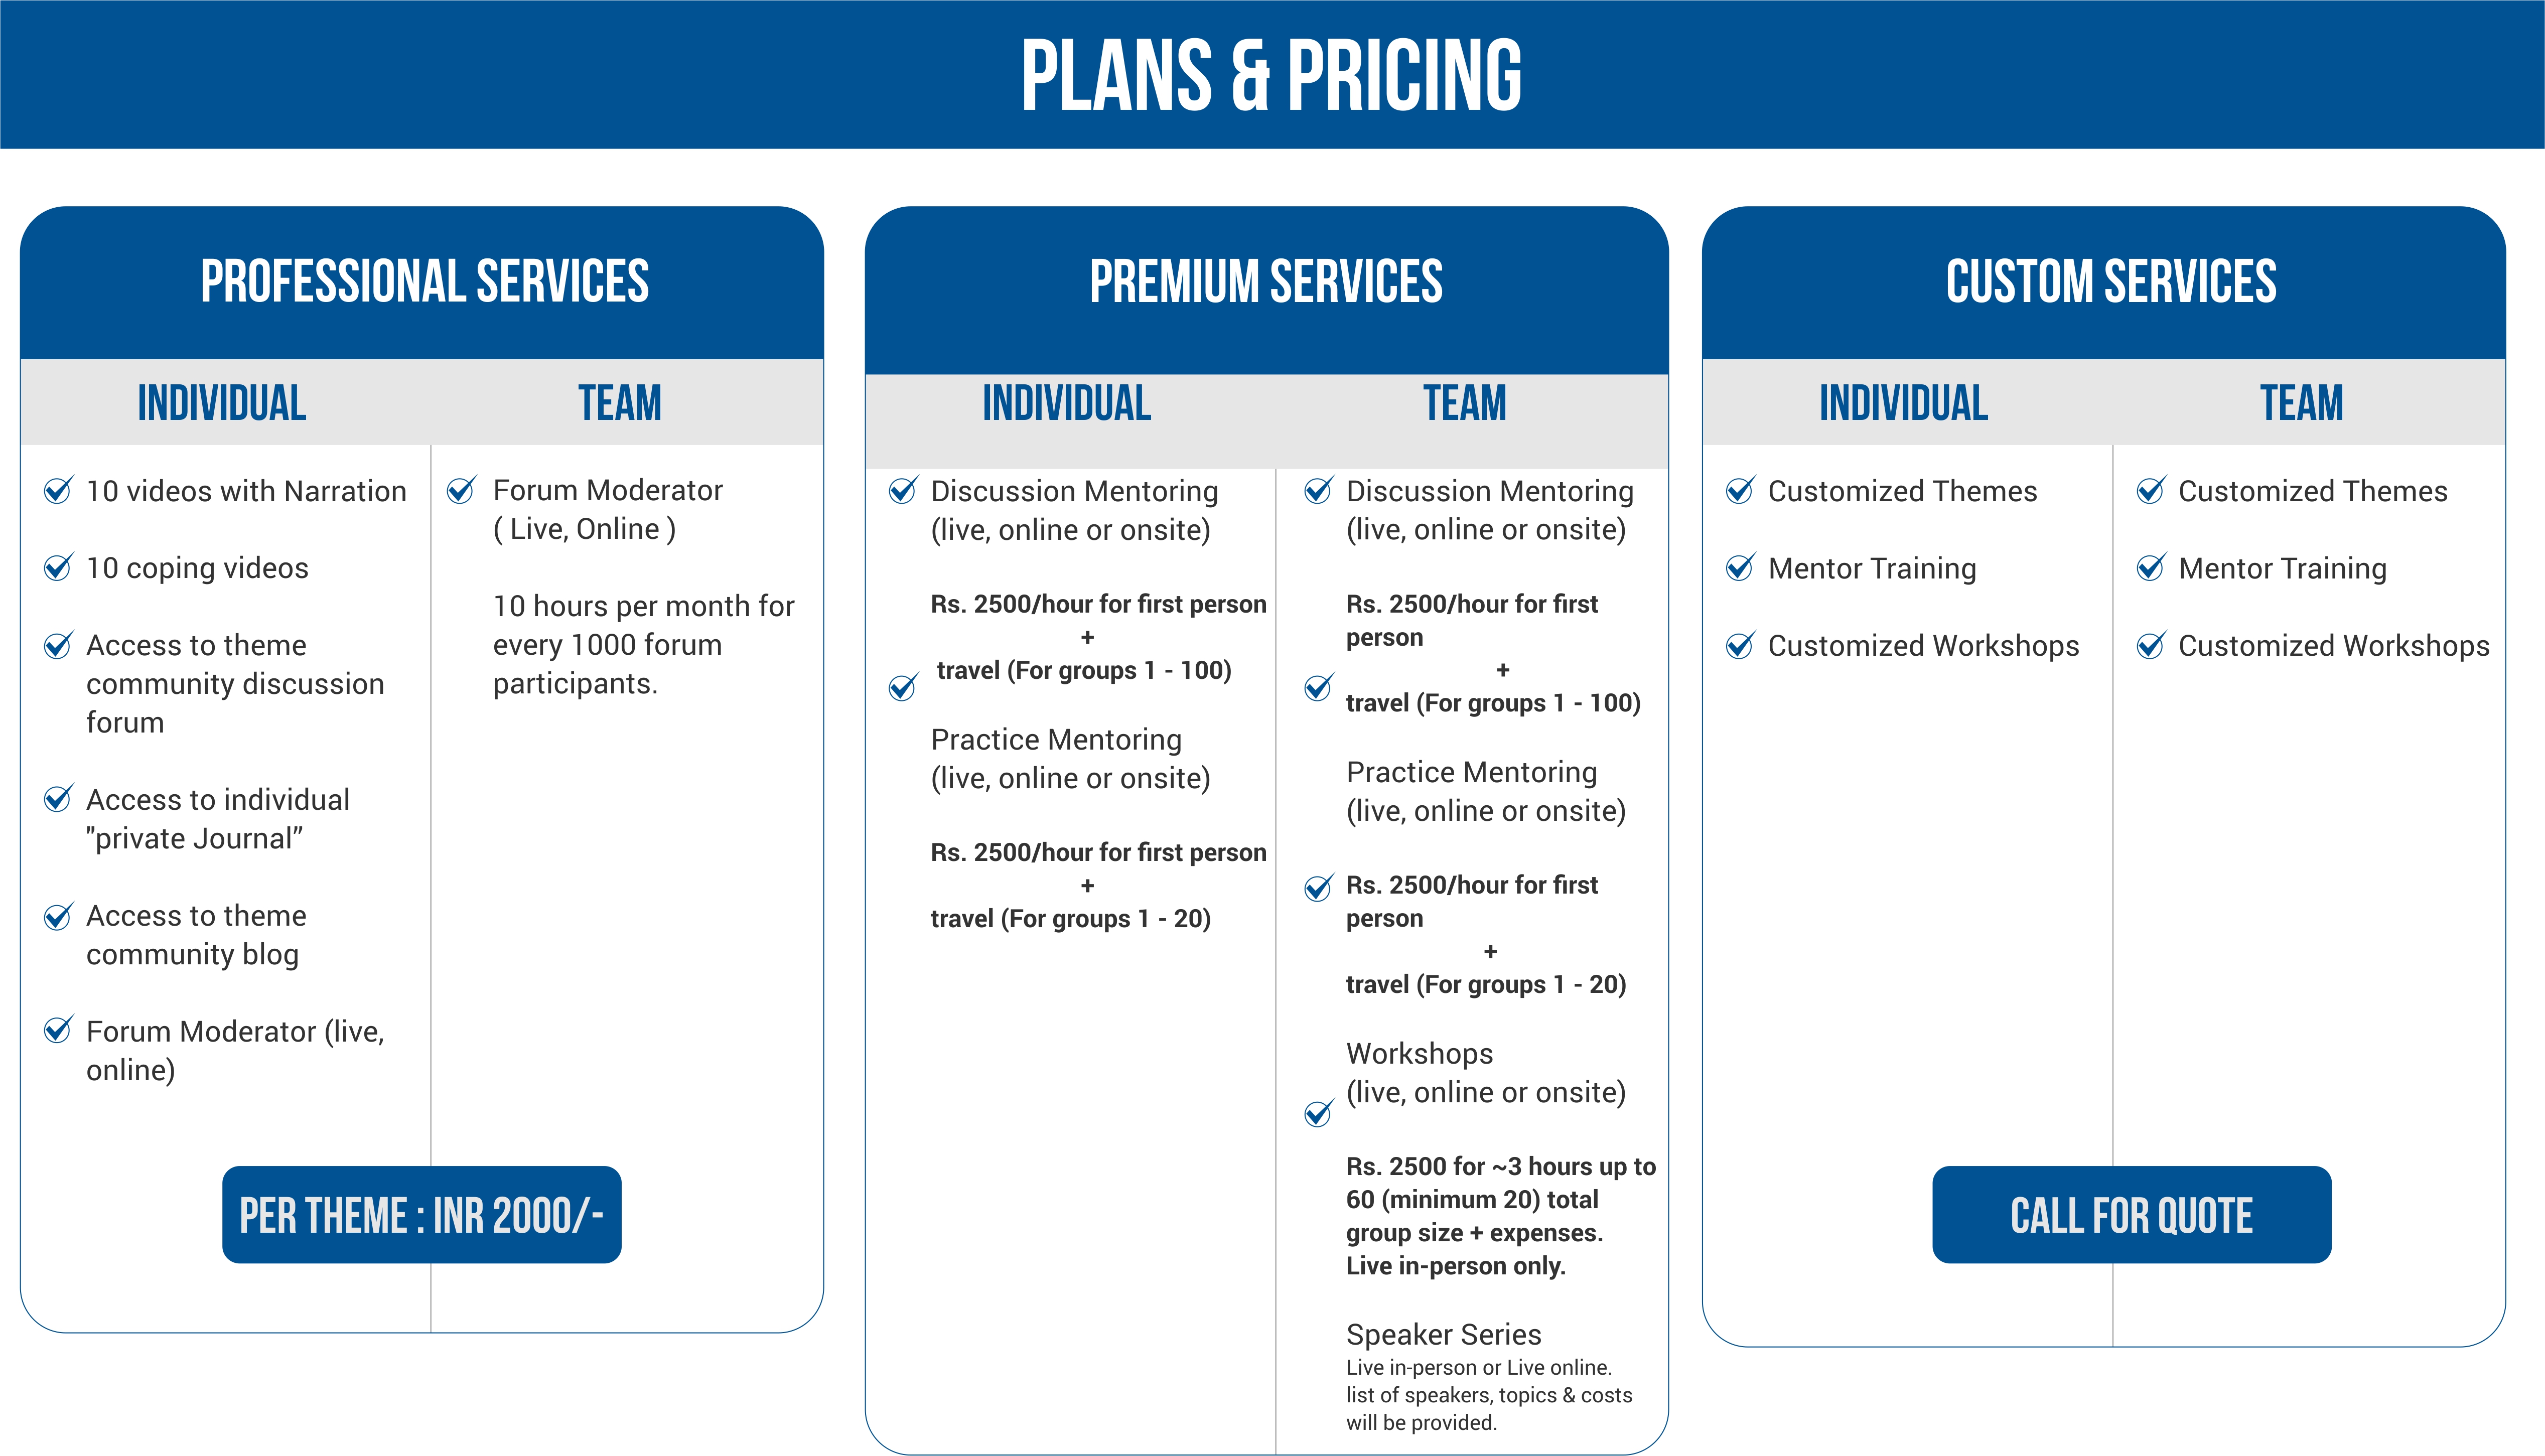 PLANS & PRICING
PROFESSIONAL SERVICES
INDIVIDUAL
TEAM
10 videos with Narration
10 coping videos
Access to theme
community discussion
forum
Access to individual
"private Journal”
Access to theme
community blog
Forum Moderator (live,
online)
Forum Moderator
( Live, Online )
10 hours per month for
every 1000 forum
participants.
PER THEME : INR 2000/-
PREMIUM SERVICES
INDIVIDUAL
TEAM
Discussion Mentoring
(live, online or onsite)
Rs. 2500/hour for first person
+
travel (For groups 1 - 100)
Practice Mentoring
(live, online or onsite)
Rs. 2500/hour for first person
+
travel (For groups 1 - 20)
Discussion Mentoring
(live, online or onsite)
Rs. 2500/hour for first
person
+
travel (For groups 1 - 100)
Practice Mentoring
(live, online or onsite)
Rs. 2500/hour for first
person
+
travel (For groups 1 - 20)
Workshops
(live, online or onsite)
Rs. 2500 for ~3 hours up to
60 (minimum 20) total
group size + expenses.
Live in-person only.
Speaker Series
Live in-person or Live online.
list of speakers, topics & costs
will be provided.
CUSTOM SERVICES
INDIVIDUAL
TEAM
Customized Themes
Mentor Training
Customized Workshops
Customized Themes
Mentor Training
Customized Workshops
CALL FOR QUOTE